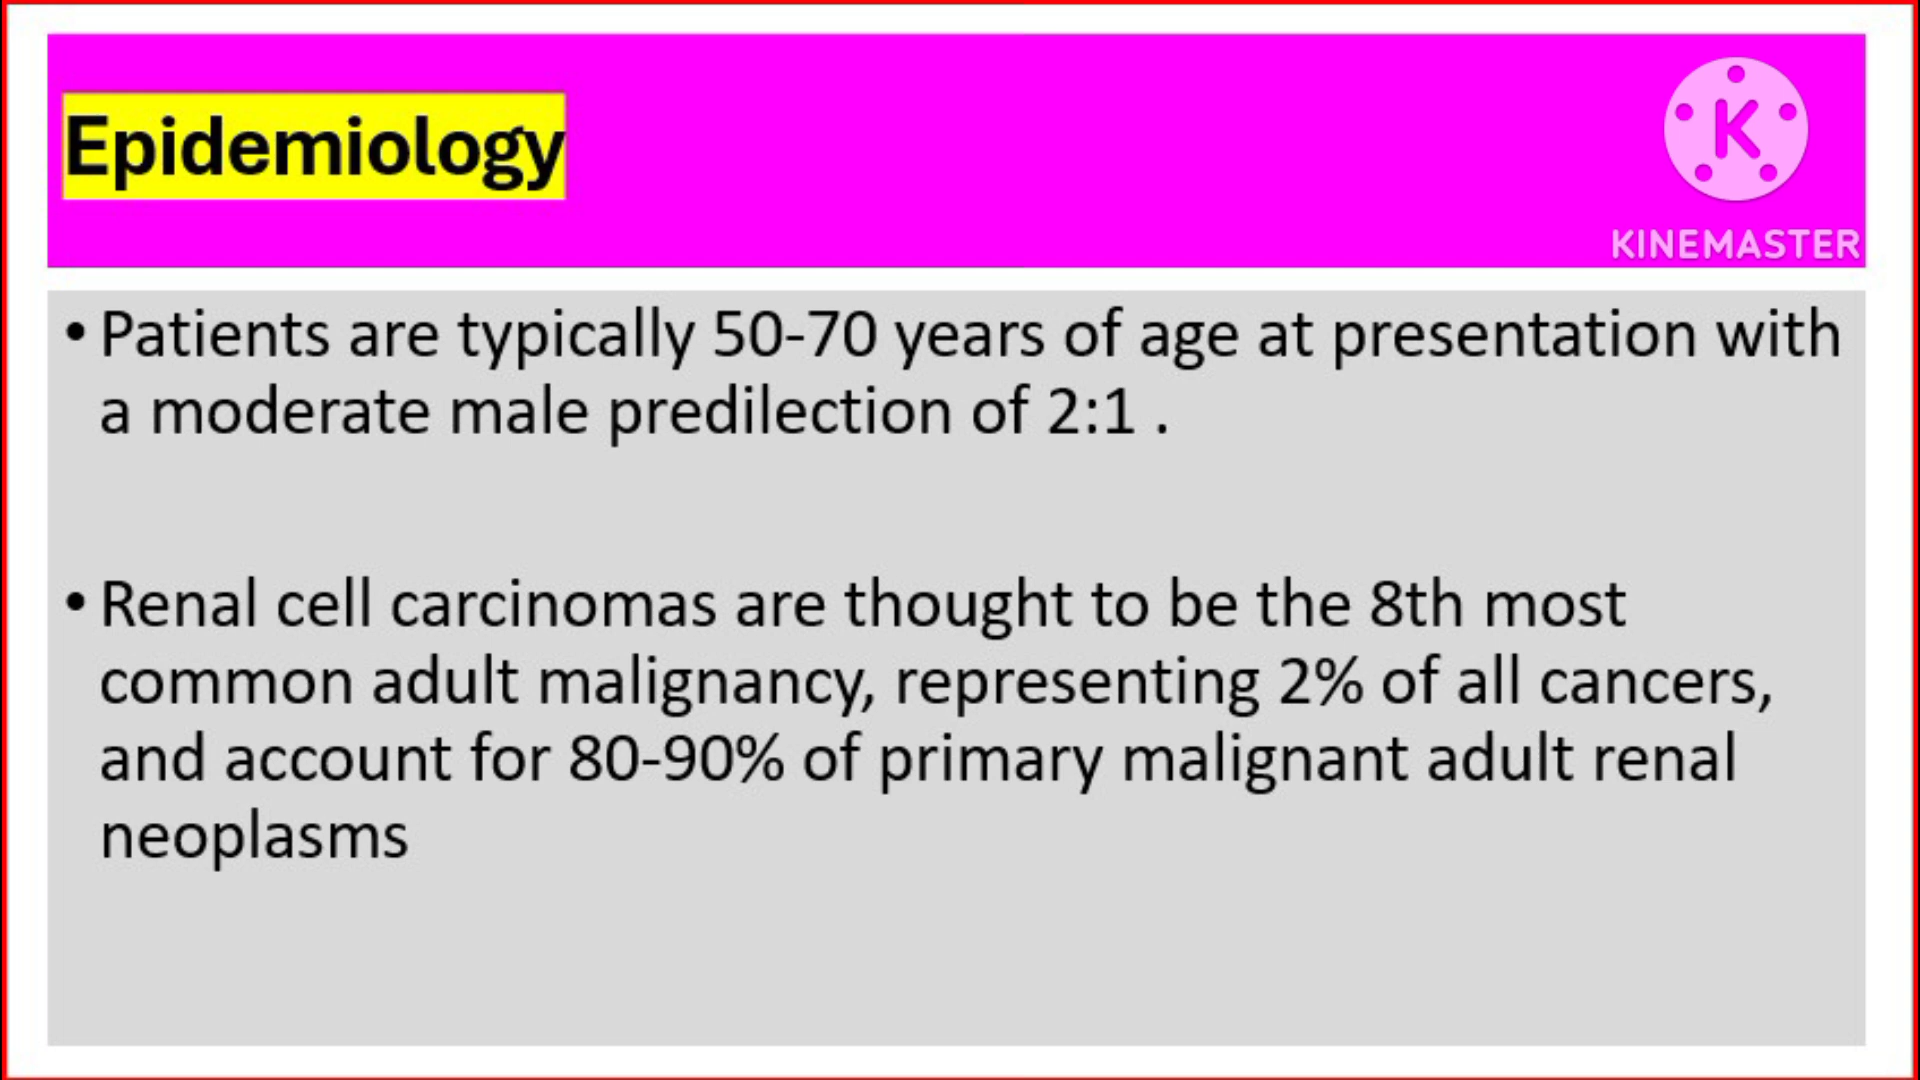 Epidemiology
K
KINEMASTER
• Patients are typically 50-70 years of age at presentation with
a moderate male predilection of 2:1 .
• Renal cell carcinomas are thought to be the 8th most
common adult malignancy, representing 2% of all cancers,
and account for 80-90% of primary malignant adult renal
neoplasms